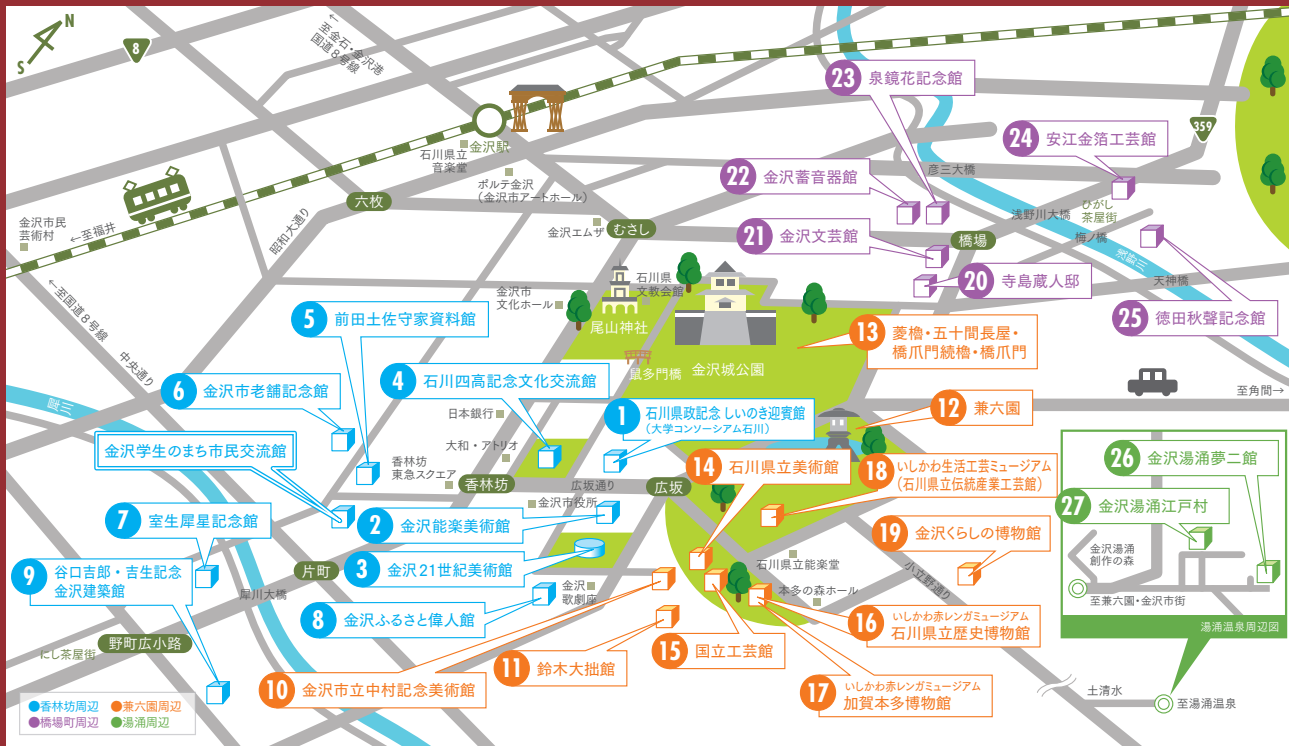 N
S
8
←至金石・金沢港
国道8号線
金沢駅
石川県立
音楽堂
ポルテ金沢
(金沢市アートホール)
六枚
昭和大通り
金沢市民
芸術村
←至福井
←至国道8号線
中央通り
金沢エムザ
むさし
金沢市
文化ホール
石川県
文教会館
尾山神社
鼠多門橋
金沢城公園
23 泉鏡花記念館
24 安江金箔工芸館
359
22 金沢蓄音器館
彦三大橋
21 金沢文芸館
浅野川大橋
ひがし
茶屋街
橋場
梅ノ橋
浅野川
天神橋
20 寺島蔵人邸
25 徳田秋聲記念館
13 菱櫓・五十間長屋・
橋爪門続櫓・橋爪門
5 前田土佐守家資料館
6 金沢市老舗記念館
4 石川四高記念文化交流館
1 石川県政記念 しいのき迎賓館
(大学コンソーシアム石川)
12 兼六園
至角間→
犀川
日本銀行
大和・アトリオ
香林坊
東急スクエア
香林坊
広坂通り
広坂
金沢市役所
金沢学生のまち市民交流館
14 石川県立美術館
18 いしかわ生活工芸ミュージアム
(石川県立伝統産業工芸館)
2 金沢能楽美術館
7 室生犀星記念館
3 金沢21世紀美術館
19 金沢くらしの博物館
石川県立能楽堂
小立野通り
9 谷口吉郎・吉生記念
金沢建築館
片町
犀川大橋
8 金沢ふるさと偉人館
金沢
歌劇座
本多の森ホール
16 いしかわ赤レンガミュージアム
石川県立歴史博物館
野町広小路
にし茶屋街
15 国立工芸館
11 鈴木大拙館
10 金沢市立中村記念美術館
17 いしかわ赤レンガミュージアム
加賀本多博物館
26 金沢湯涌夢二館
27 金沢湯涌江戸村
金沢湯涌
創作の森
至兼六園・金沢市街
湯涌温泉周辺図
土清水
至湯涌温泉
香林坊周辺 兼六園周辺
橋場町周辺 湯涌周辺